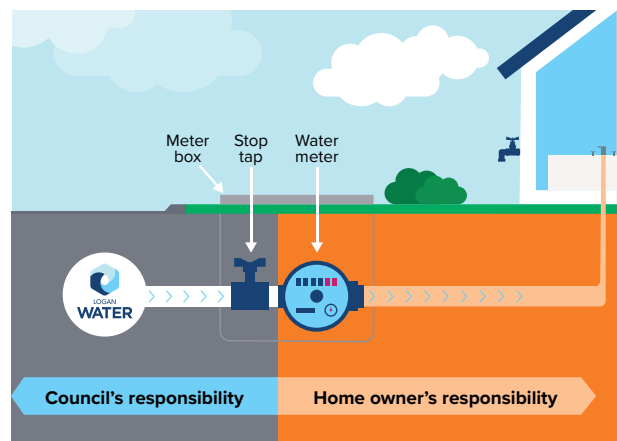 Meter
box
Stop
tap
Water
meter
LOGAN
WATER
Council's responsibility
Home owner's responsibility